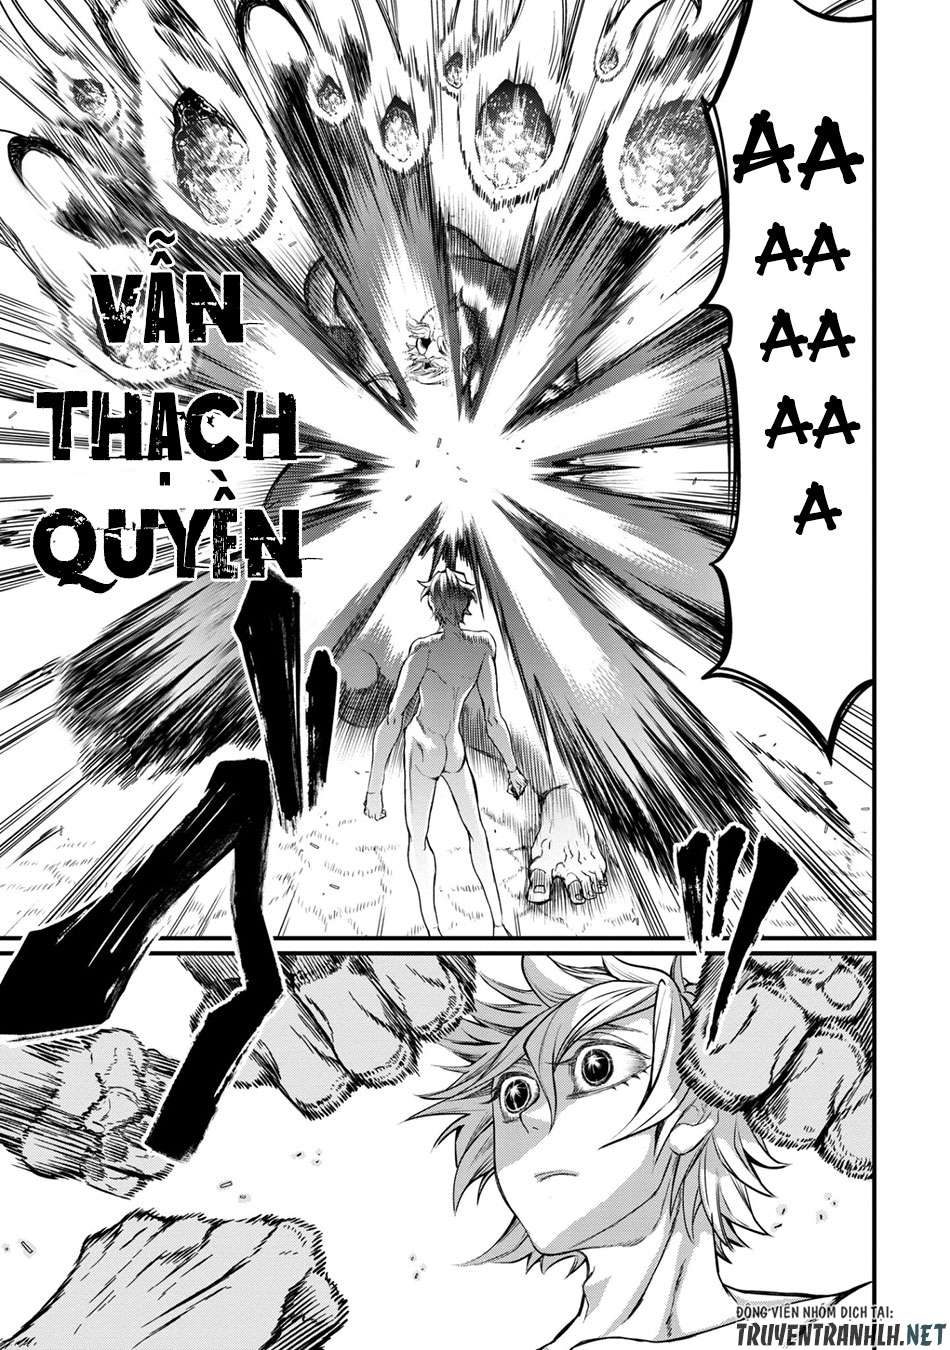 AA
AA
AA
AA
A
VẪN
THẠCH
QUYỀN
ĐỘNG VIÊN NHÓM DỊCH TẠI:
TRUYENTRANHLH.NET